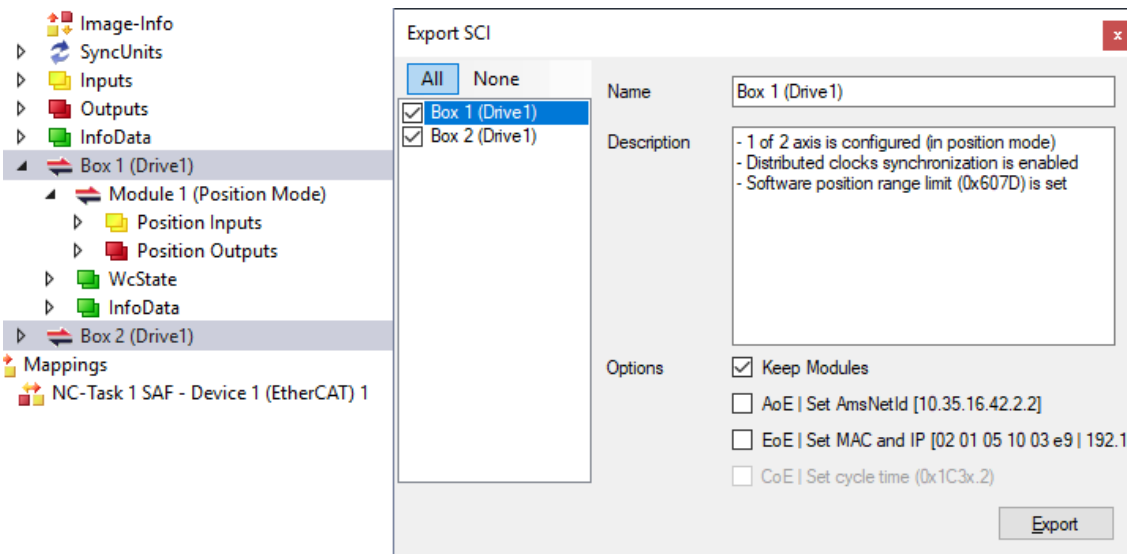 Image-Info
SyncUnits
Inputs
Outputs
InfoData
Box 1 (Drive1)
Module 1 (Position Mode)
Position Inputs
Position Outputs
WcState
InfoData
Box 2 (Drive1)
Mappings
NC-Task 1 SAF - Device 1 (EtherCAT) 1
Export SCI
x
All None
Box 1 (Drive1)
Box 2 (Drive1)
Name
Box 1 (Drive1)
Description
- 1 of 2 axis is configured (in position mode)
- Distributed clocks synchronization is enabled
- Software position range limit (0x607D) is set
Options
Keep Modules
AoE | Set AmsNetId [10.35.16.42.2.2]
EoE | Set MAC and IP [02 01 05 10 03 e9 | 192.1
CoE | Set cycle time (0x1C3x.2)
Export